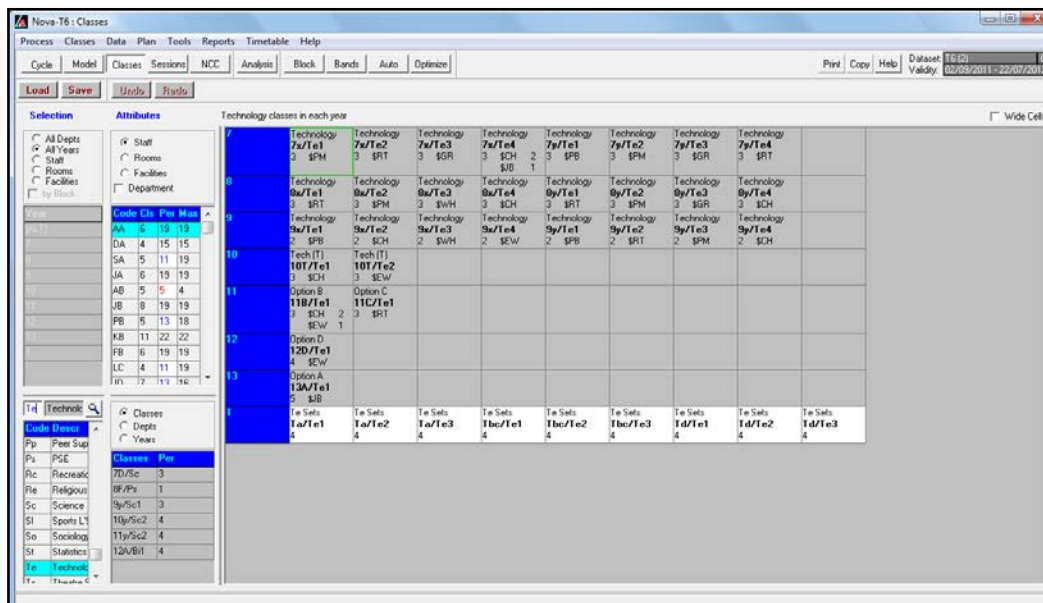 Nova-T6 : Classes
Process Classes Data Plan Tools Reports Timetable Help
Cycle Model Classes Sessions NCC Analysis Block Bands Auto Optimize Print Copy Help Dataset: T6 (2)
Validity: 02/09/2011 - 22/07/2012
Load Save Undo Redo
Selection Attributes Technology classes in each year Wide Cells
All Depts
All Years
Staff
Rooms
Facilities
by Block
Staff
Rooms
Facilities
Department
Year
Code Cls Per Max
AA 6 19 19
DA 4 15 15
SA 5 11 19
JA 6 19 19
AB 5 5 4
JB 8 19 19
PB 5 13 18
KB 11 22 22
FB 6 19 19
LC 4 11 19
JD 7 13 16
Te Technolo
Code Descr
Pp Peer Sup
Ps PSE
Rc Recreatio
Re Religious
Sc Science
Sl Sports L'
So Sociology
St Statistics
Te Technolo
Classes
Depts
Years
Classes Per
7D/Sc 3
8F/Ps 1
9y/Sc1 3
10y/Sc2 4
11y/Sc2 4
12A/Bi1 4
7 Technology Technology Technology Technology Technology Technology Technology Technology
7x/Te1 7x/Te2 7x/Te3 7x/Te4 7y/Te1 7y/Te2 7y/Te3 7y/Te4
3 $PM 3 $RT 3 $GR 3 $CH 2 3 $PB 3 $PM 3 $GR 3 $RT
$JB 1
8 Technology Technology Technology Technology Technology Technology Technology Technology
8x/Te1 8x/Te2 8x/Te3 8x/Te4 8y/Te1 8y/Te2 8y/Te3 8y/Te4
3 $RT 3 $PM 3 $WH 3 $CH 3 $RT 3 $PM 3 $GR 3 $CH
9 Technology Technology Technology Technology Technology Technology Technology Technology
9x/Te1 9x/Te2 9x/Te3 9x/Te4 9y/Te1 9y/Te2 9y/Te3 9y/Te4
2 $PB 2 $CH 2 $WH 2 $EW 2 $PB 2 $RT 2 $PM 2 $CH
10 Tech (T) Tech (T)
10T/Te1 10T/Te2
3 $CH 3 $EW
11 Option B Option C
11B/Te1 11C/Te1
3 $CH 2 3 $RT
$EW 1
12 Option D
12D/Te1
4 $EW
13 Option A
13A/Te1
5 $JB
Te Sets Te Sets Te Sets Te Sets Te Sets Te Sets Te Sets Te Sets Te Sets
Ta/Te1 Ta/Te2 Ta/Te3 Tbc/Te1 Tbc/Te2 Tbc/Te3 Td/Te1 Td/Te2 Td/Te3
4 4 4 4 4 4 4 4 4